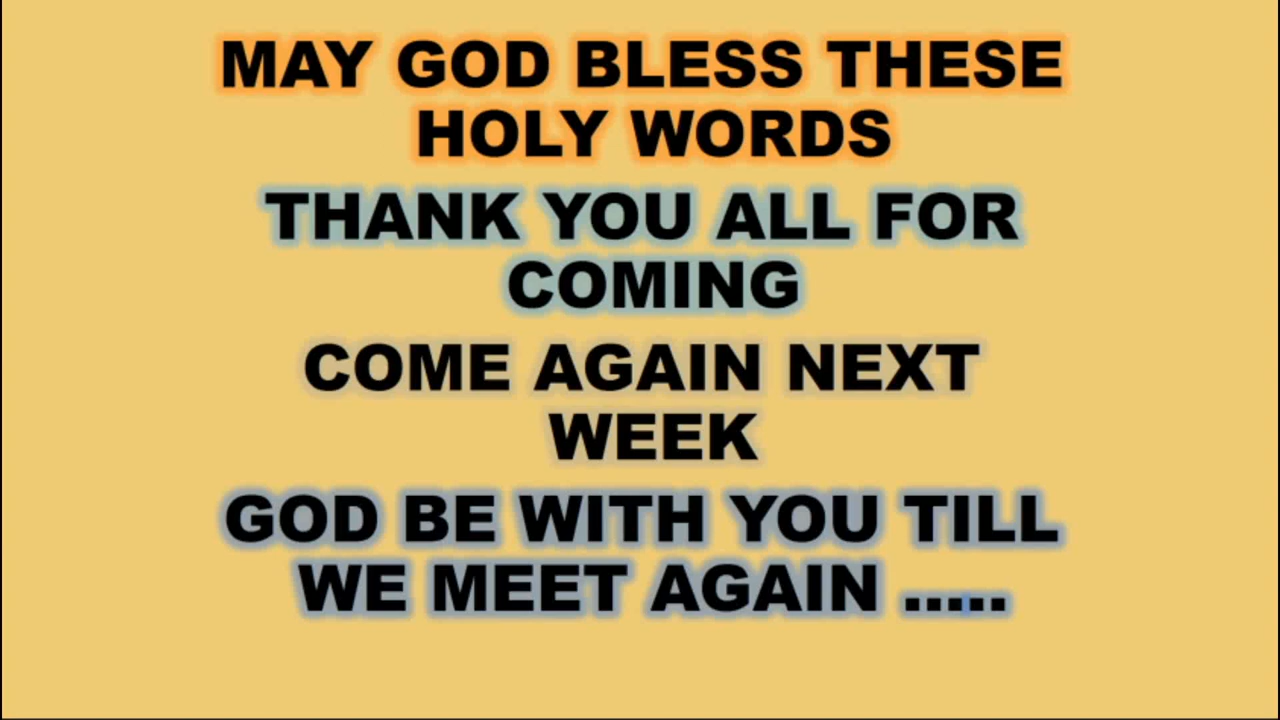 MAY GOD BLESS THESE
HOLY WORDS
THANK YOU ALL FOR
COMING
COME AGAIN NEXT
WEEK
GOD BE WITH YOU TILL
WE MEET AGAIN .....